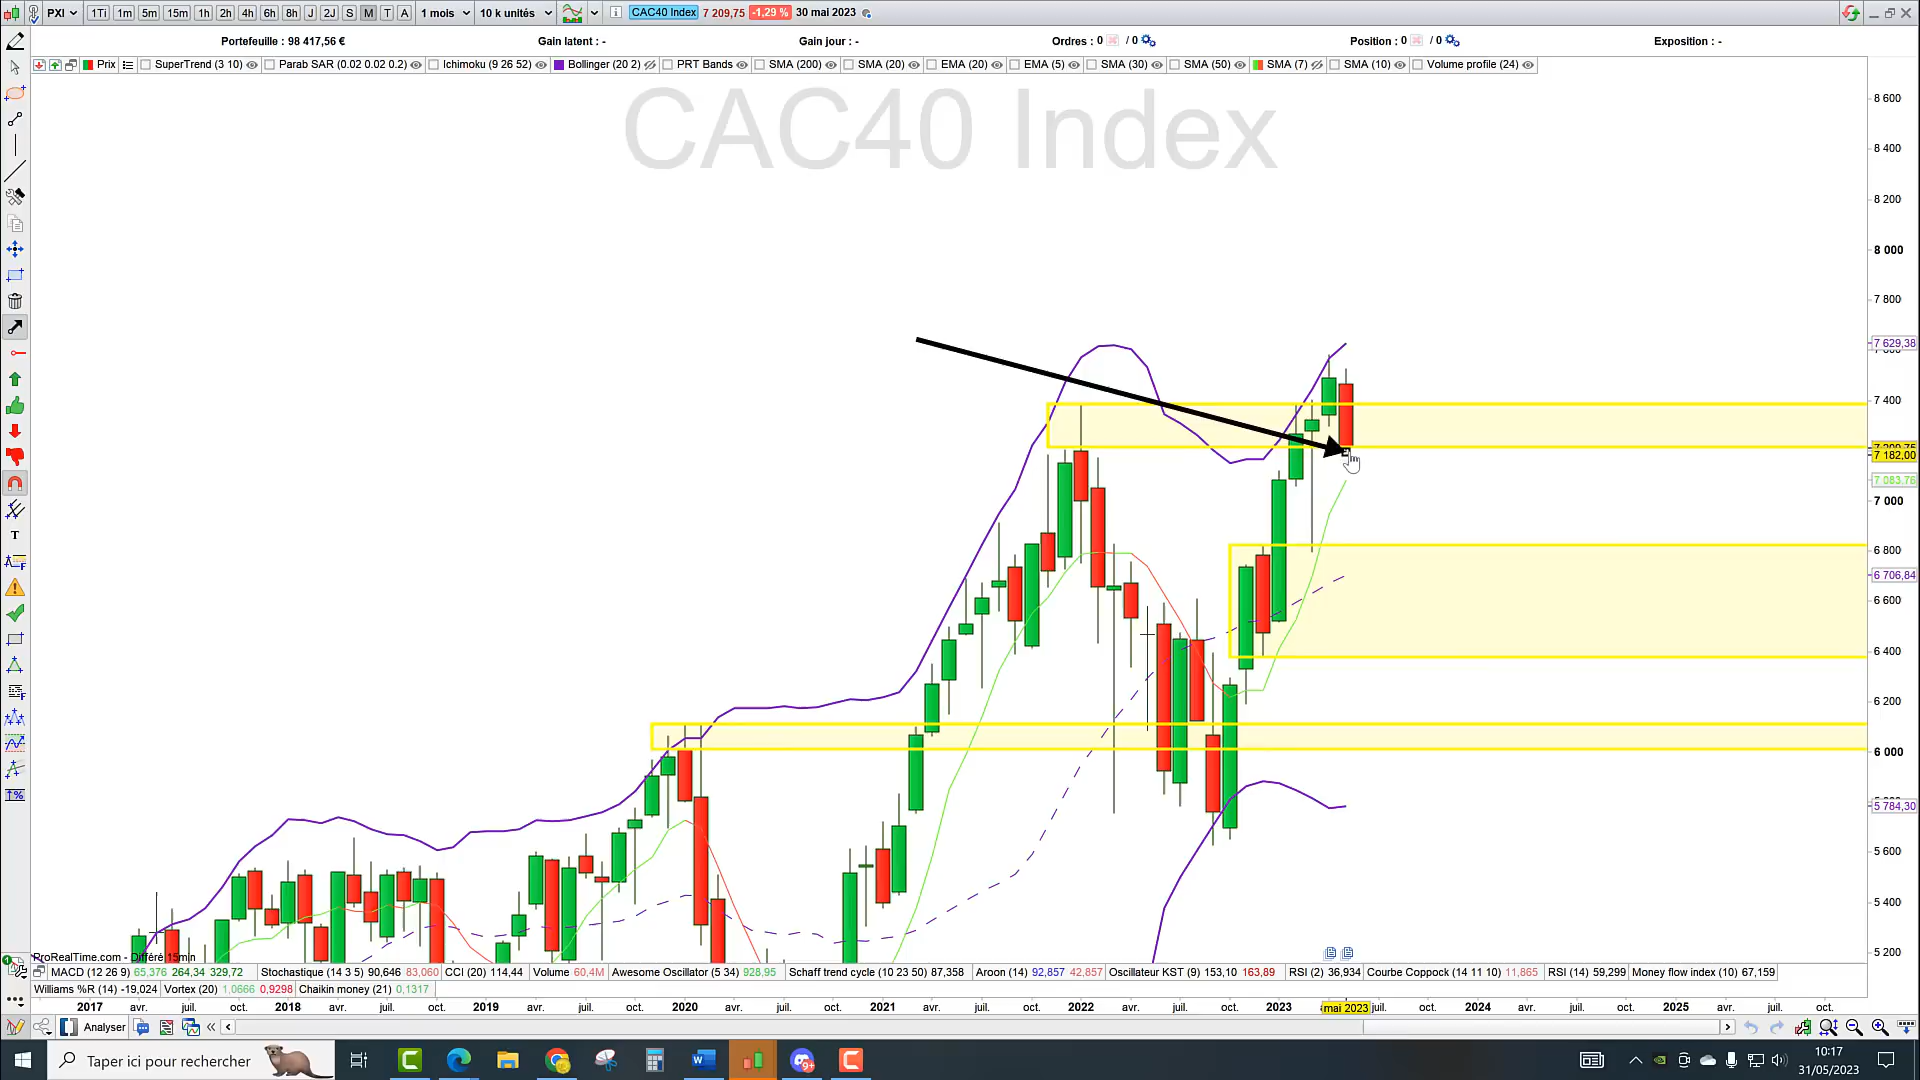 PXI 1Ti 1m 5m 15m 1h 2h 4h 6h 8h J 2J S M T A 1 mois 10 k unités i CAC40 Index 7 209,75 -1,29 % 30 mai 2023
Portefeuille : 98 417,56 € Gain latent : - Gain jour : - Ordres : 0 / 0 Position : 0 / 0 Exposition : -
Prix SuperTrend (3 10) Parab SAR (0.02 0.02 0.2) Ichimoku (9 26 52) Bollinger (20 2) PRT Bands SMA (200) SMA (20) EMA (20) EMA (5) SMA (30) SMA (50) SMA (7) SMA (10) Volume profile (24)
CAC40 Index
8 600
8 400
8 200
8 000
7 800
7 629,38
7 400
7 182,00
7 083,76
7 000
6 800
6 706,84
6 600
6 400
6 200
6 000
5 784,30
5 600
5 400
5 200
ProRealTime.com - Différé 15min
MACD (12 26 9) 65,376 264,34 329,72 Stochastique (14 3 5) 90,646 83,060 CCI (20) 114,44 Volume 60,4M Awesome Oscillator (5 34) 928,95 Schaff trend cycle (10 23 50) 87,358 Aroon (14) 92,857 42,857 Oscillateur KST (9) 153,10 163,89 RSI (2) 36,934 Courbe Coppock (14 11 10) 11,865 RSI (14) 59,299 Money flow index (10) 67,159
Williams %R (14) -19,024 Vortex (20) 1,0666 0,9298 Chaikin money (21) 0,1317
2017 avr. juil. oct. 2018 avr. juil. oct. 2019 avr. juil. oct. 2020 avr. juil. oct. 2021 avr. juil. oct. 2022 avr. juil. oct. 2023 mai 2023 juil. oct. 2024 avr. juil. oct. 2025 avr. juil. oct.
Analyser
Taper ici pour rechercher
10:17
31/05/2023